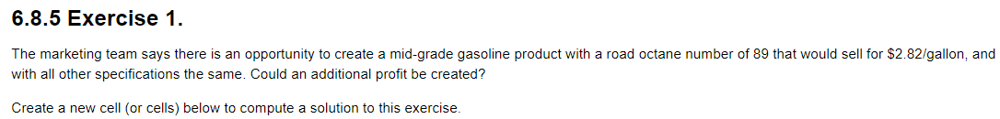 6.8.5 Exercise 1.
The marketing team says there is an opportunity to create a mid-grade gasoline product with a road octane number of 89 that would sell for $2.82/gallon, and
with all other specifications the same. Could an additional profit be created?
Create a new cell (or cells) below to compute a solution to this exercise.